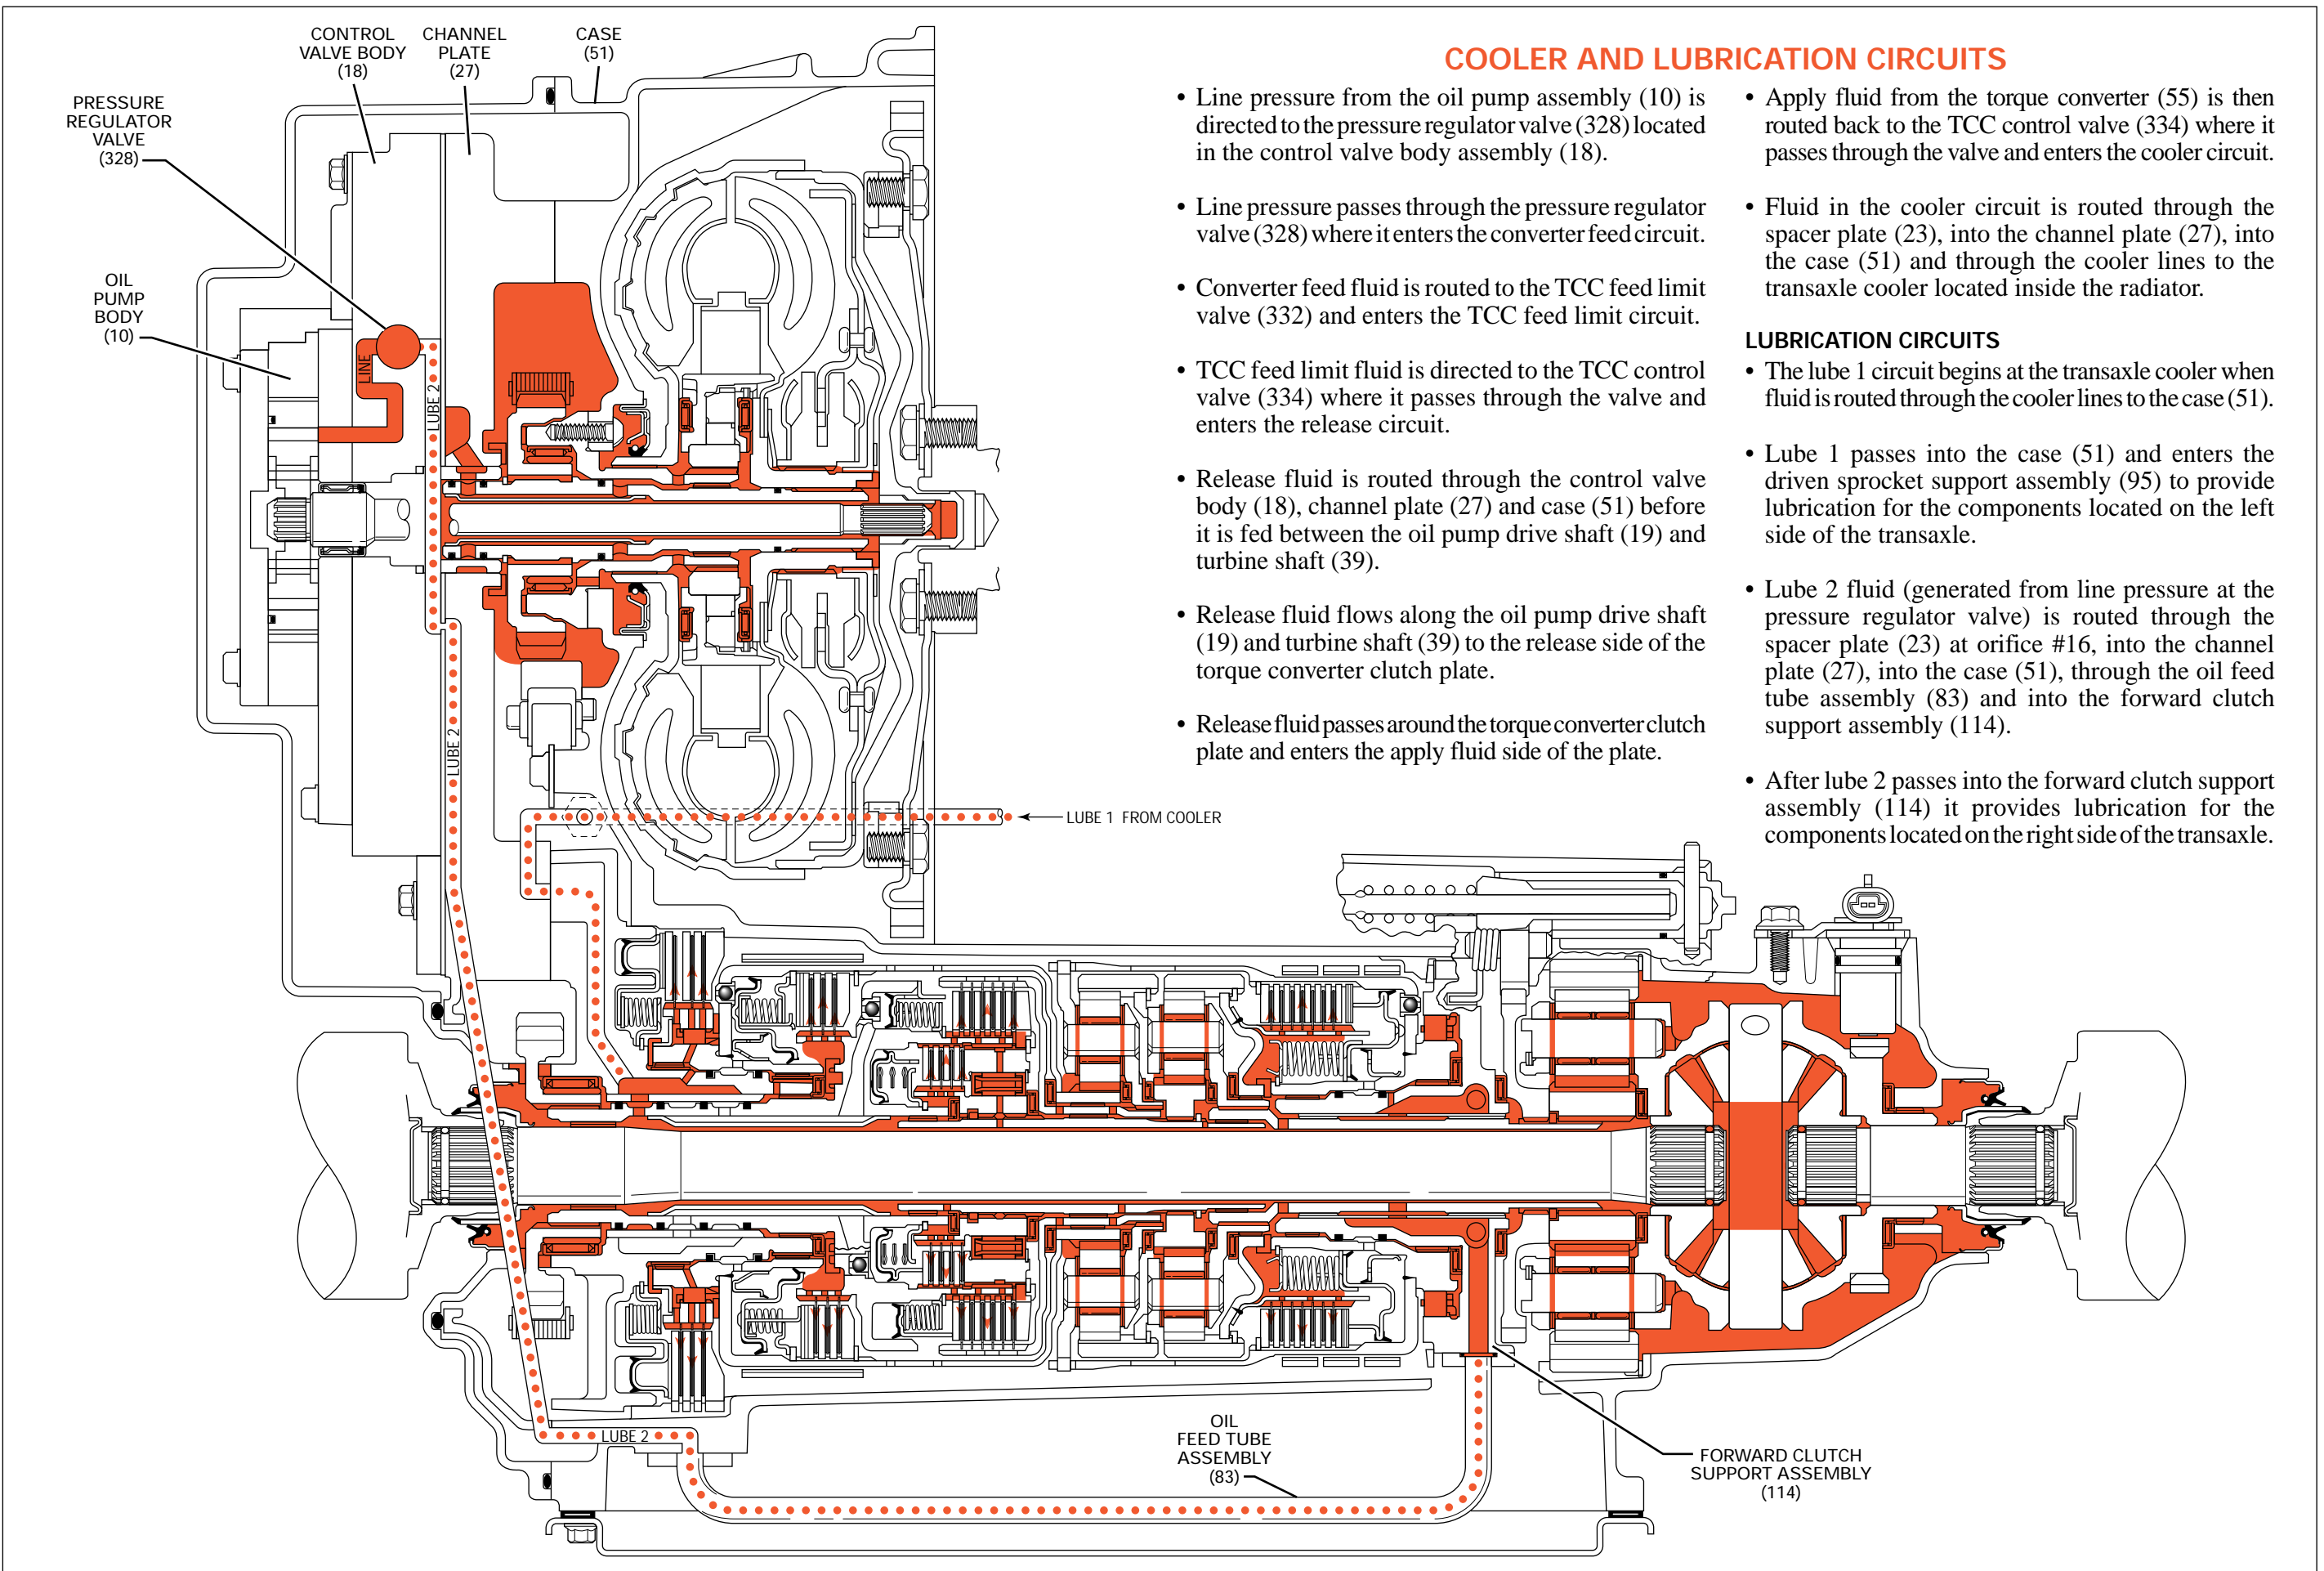 CONTROL
VALVE BODY
(18)
CHANNEL
PLATE
(27)
CASE
(51)
PRESSURE
REGULATOR
VALVE
(328)
OIL
PUMP
BODY
(10)
LINE
LUBE 2
LUBE 2
LUBE 1 FROM COOLER
LUBE 2
OIL
FEED TUBE
ASSEMBLY
(83)
FORWARD CLUTCH
SUPPORT ASSEMBLY
(114)
COOLER AND LUBRICATION CIRCUITS
• Line pressure from the oil pump assembly (10) is
directed to the pressure regulator valve (328) located
in the control valve body assembly (18).
• Line pressure passes through the pressure regulator
valve (328) where it enters the converter feed circuit.
• Converter feed fluid is routed to the TCC feed limit
valve (332) and enters the TCC feed limit circuit.
• TCC feed limit fluid is directed to the TCC control
valve (334) where it passes through the valve and
enters the release circuit.
• Release fluid is routed through the control valve
body (18), channel plate (27) and case (51) before
it is fed between the oil pump drive shaft (19) and
turbine shaft (39).
• Release fluid flows along the oil pump drive shaft
(19) and turbine shaft (39) to the release side of the
torque converter clutch plate.
• Release fluid passes around the torque converter clutch
plate and enters the apply fluid side of the plate.
• Apply fluid from the torque converter (55) is then
routed back to the TCC control valve (334) where it
passes through the valve and enters the cooler circuit.
• Fluid in the cooler circuit is routed through the
spacer plate (23), into the channel plate (27), into
the case (51) and through the cooler lines to the
transaxle cooler located inside the radiator.
LUBRICATION CIRCUITS
• The lube 1 circuit begins at the transaxle cooler when
fluid is routed through the cooler lines to the case (51).
• Lube 1 passes into the case (51) and enters the
driven sprocket support assembly (95) to provide
lubrication for the components located on the left
side of the transaxle.
• Lube 2 fluid (generated from line pressure at the
pressure regulator valve) is routed through the
spacer plate (23) at orifice #16, into the channel
plate (27), into the case (51), through the oil feed
tube assembly (83) and into the forward clutch
support assembly (114).
• After lube 2 passes into the forward clutch support
assembly (114) it provides lubrication for the
components located on the right side of the transaxle.